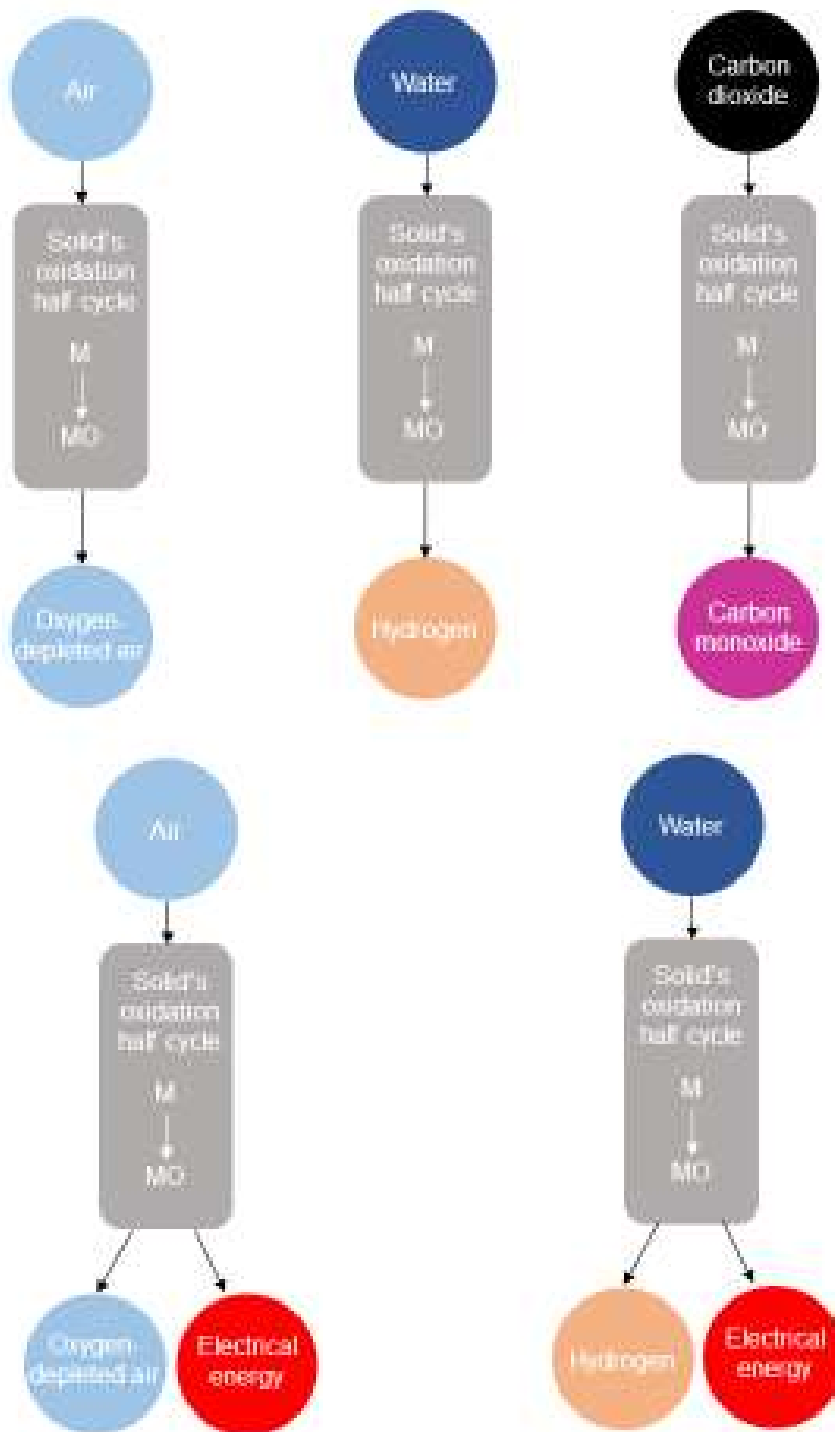 Air
Water
Carbon
dioxide
Solid's
oxidation
half cycle
M
MO
Solid's
oxidation
half cycle
M
MO
Solid's
oxidation
half cycle
M
MO
Oxygen-
depleted air
Hydrogen
Carbon
monoxide
Air
Water
Solid's
oxidation
half cycle
M
MO
Solid's
oxidation
half cycle
M
MO
Oxygen-
depleted air
Electrical
energy
Hydrogen
Electrical
energy